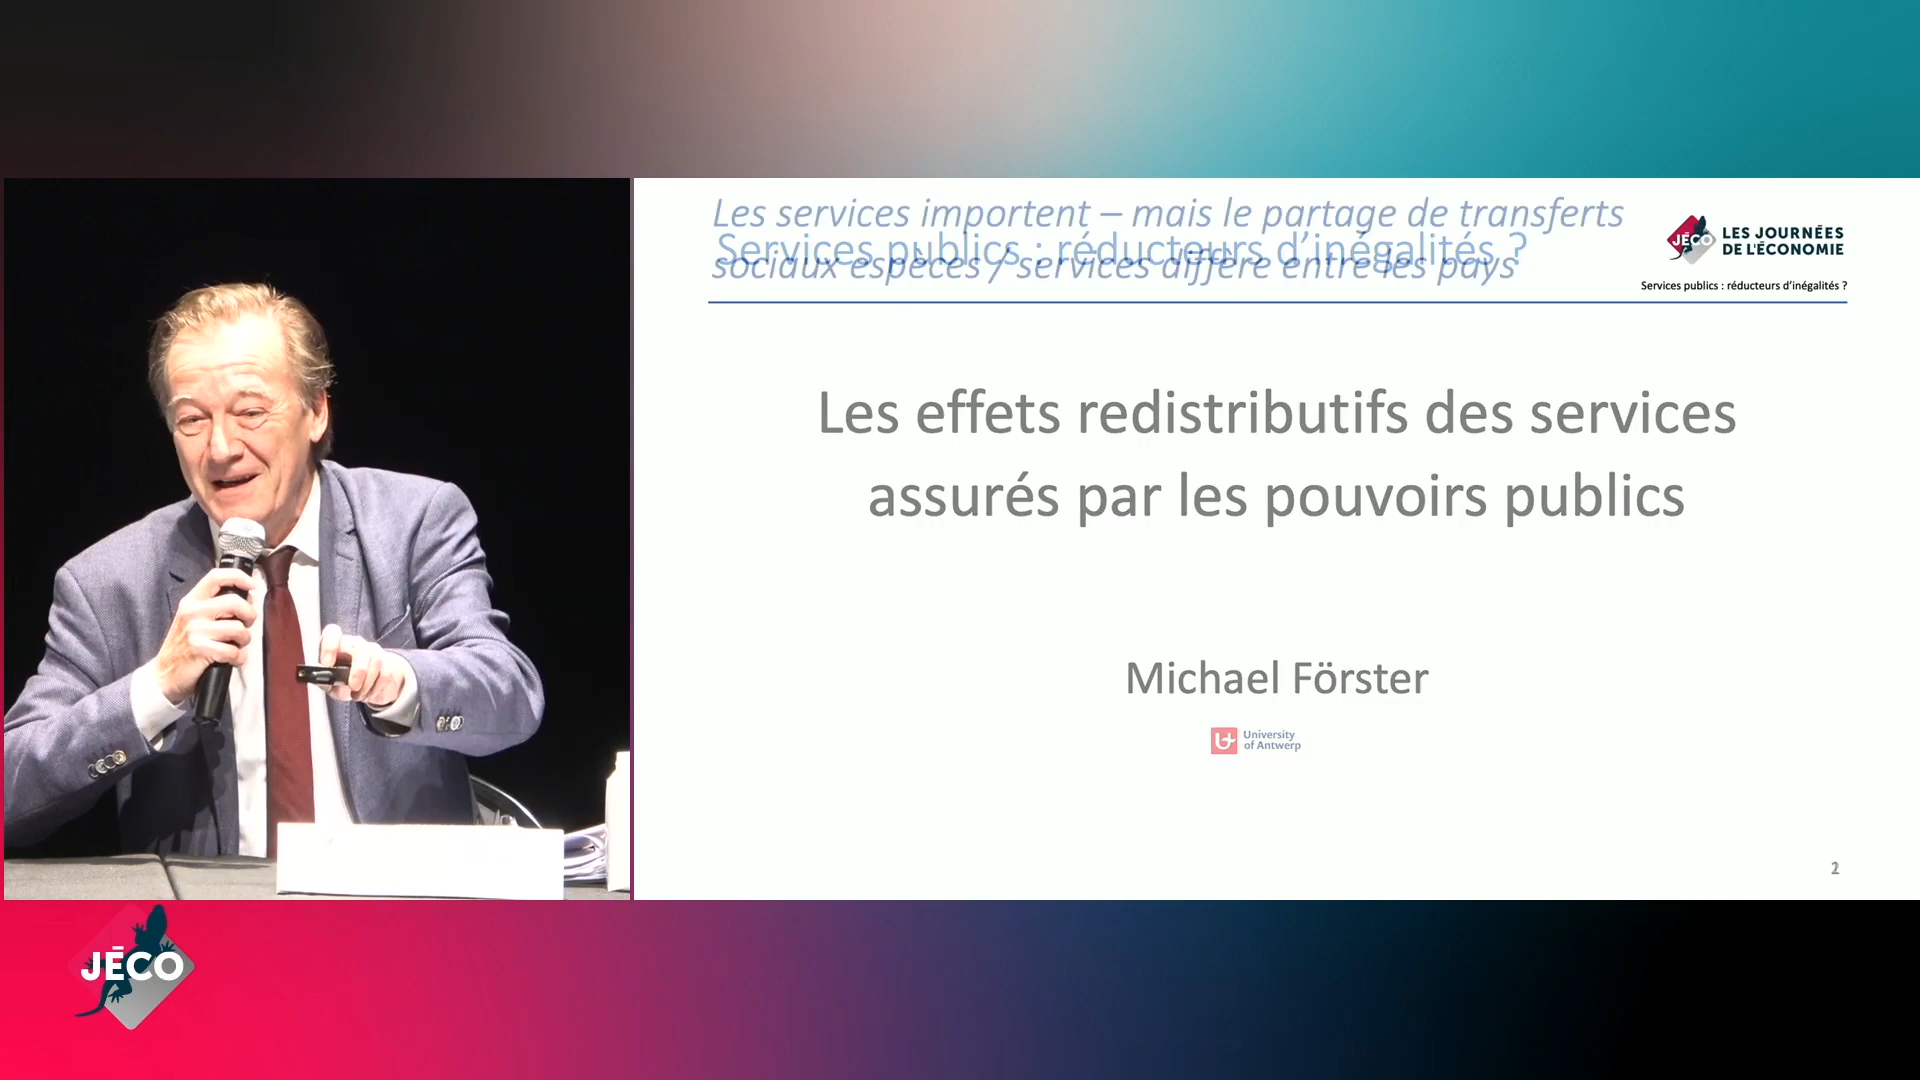 Les services importent – mais le partage de transferts
Services publics : réducteurs d’inégalités ?
sociaux espèces / services diffère entre les pays
JĒCO
LES JOURNÉES
DE L'ÉCONOMIE
Services publics : réducteurs d’inégalités ?
Les effets redistributifs des services
assurés par les pouvoirs publics
Michael Förster
University
of Antwerp
2
JĒCO